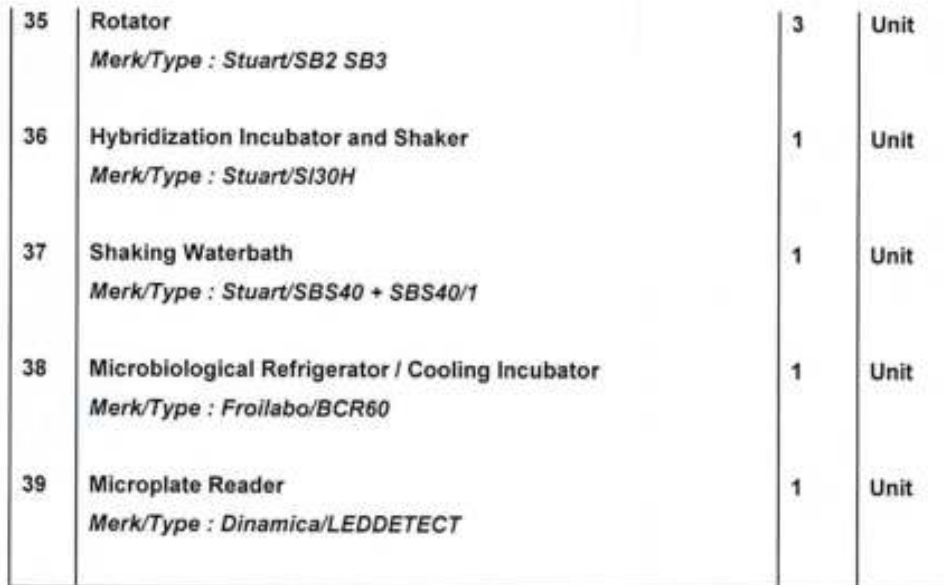 35 Rotator 3 Unit
Merk/Type : Stuart/SB2 SB3
36 Hybridization Incubator and Shaker 1 Unit
Merk/Type : Stuart/SI30H
37 Shaking Waterbath 1 Unit
Merk/Type : Stuart/SBS40 + SBS40/1
38 Microbiological Refrigerator / Cooling Incubator 1 Unit
Merk/Type : Froilabo/BCR60
39 Microplate Reader 1 Unit
Merk/Type : Dinamica/LEDDETECT